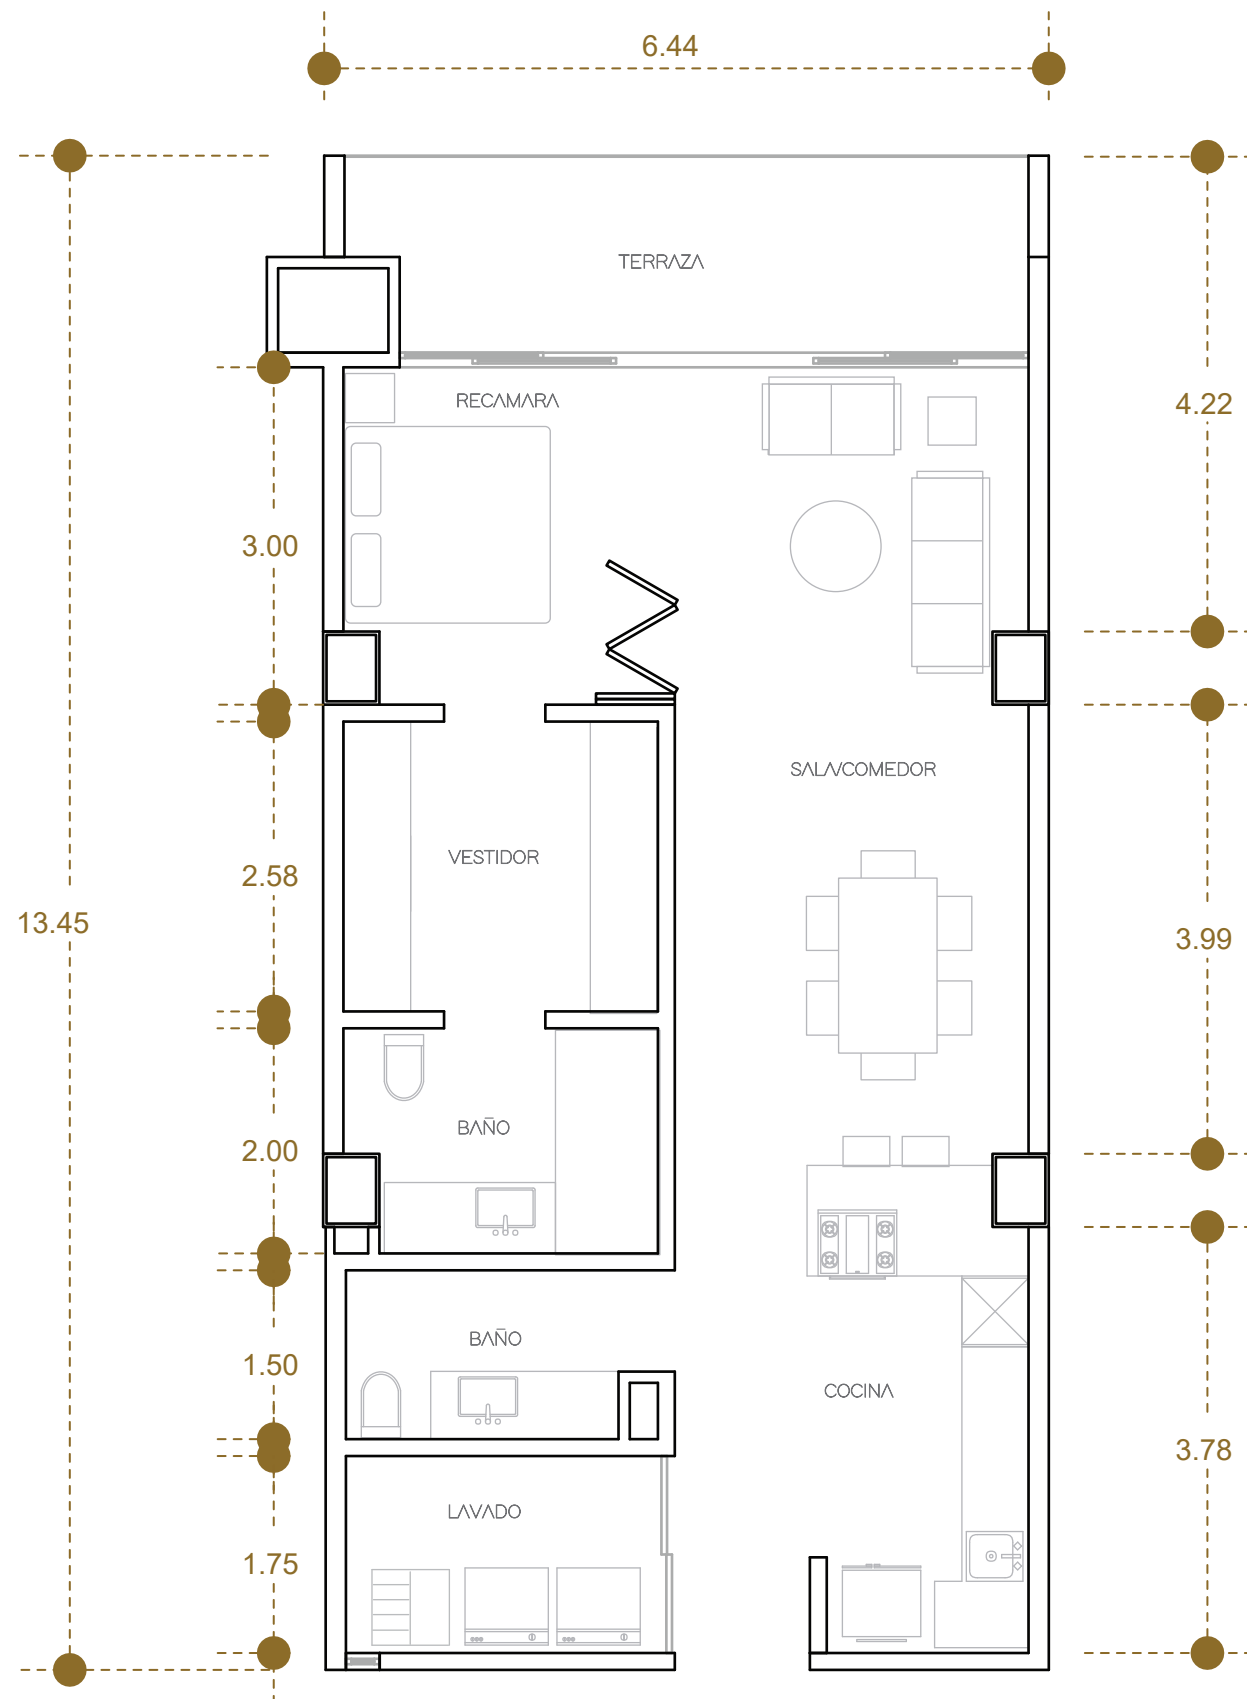 6.44
TERRAZA
RECAMARA
4.22
3.00
SALA/COMEDOR
VESTIDOR
2.58
13.45
3.99
BAÑO
2.00
BAÑO
1.50
COCINA
3.78
LAVADO
1.75